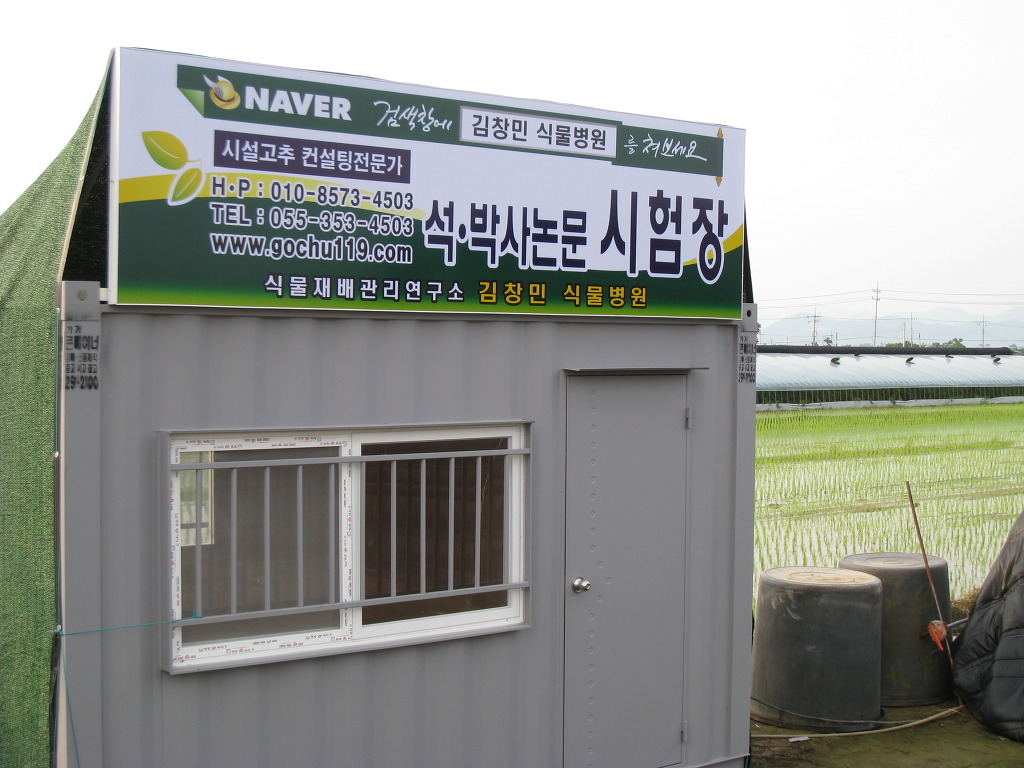 NAVER 검색창에 김창민 식물병원 를 쳐보세요
시설고추 컨설팅전문가
H·P : 010-8573-4503
TEL : 055-353-4503
www.gochu119.com
석·박사논문 시험장
식물재배관리연구소 김창민 식물병원